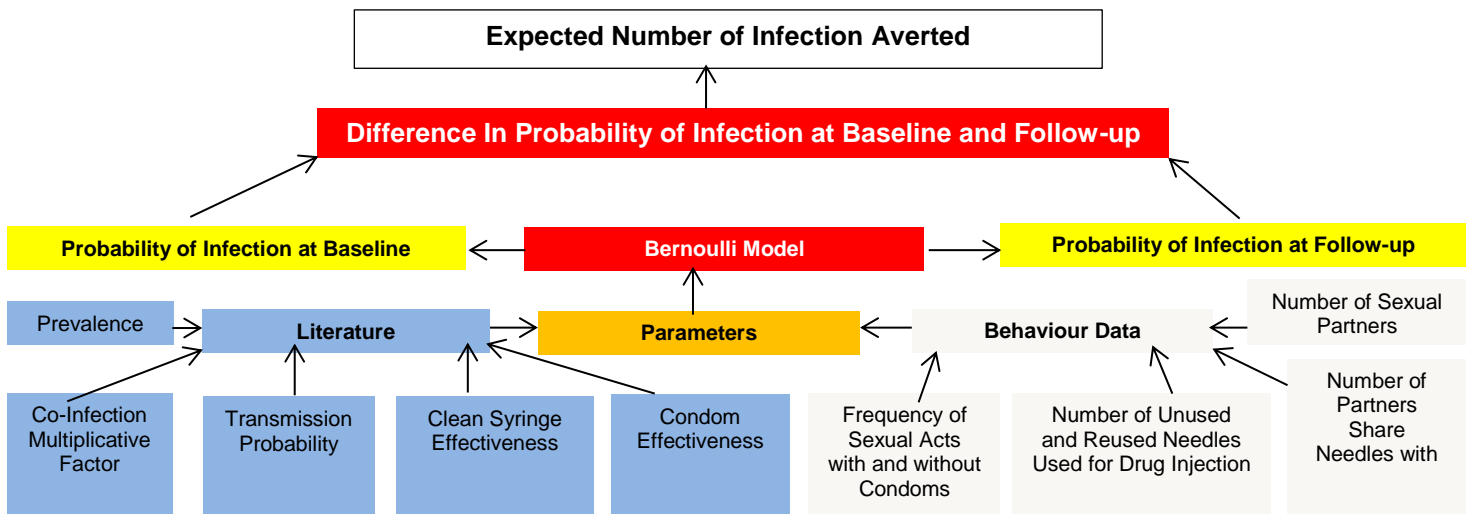 Expected Number of Infection Averted
Difference In Probability of Infection at Baseline and Follow-up
Probability of Infection at Baseline
Bernoulli Model
Probability of Infection at Follow-up
Prevalence
Literature
Parameters
Behaviour Data
Number of Sexual
Partners
Co-Infection
Multiplicative
Factor
Transmission
Probability
Clean Syringe
Effectiveness
Condom
Effectiveness
Frequency of
Sexual Acts
with and without
Condoms
Number of Unused
and Reused Needles
Used for Drug Injection
Number of
Partners
Share
Needles with